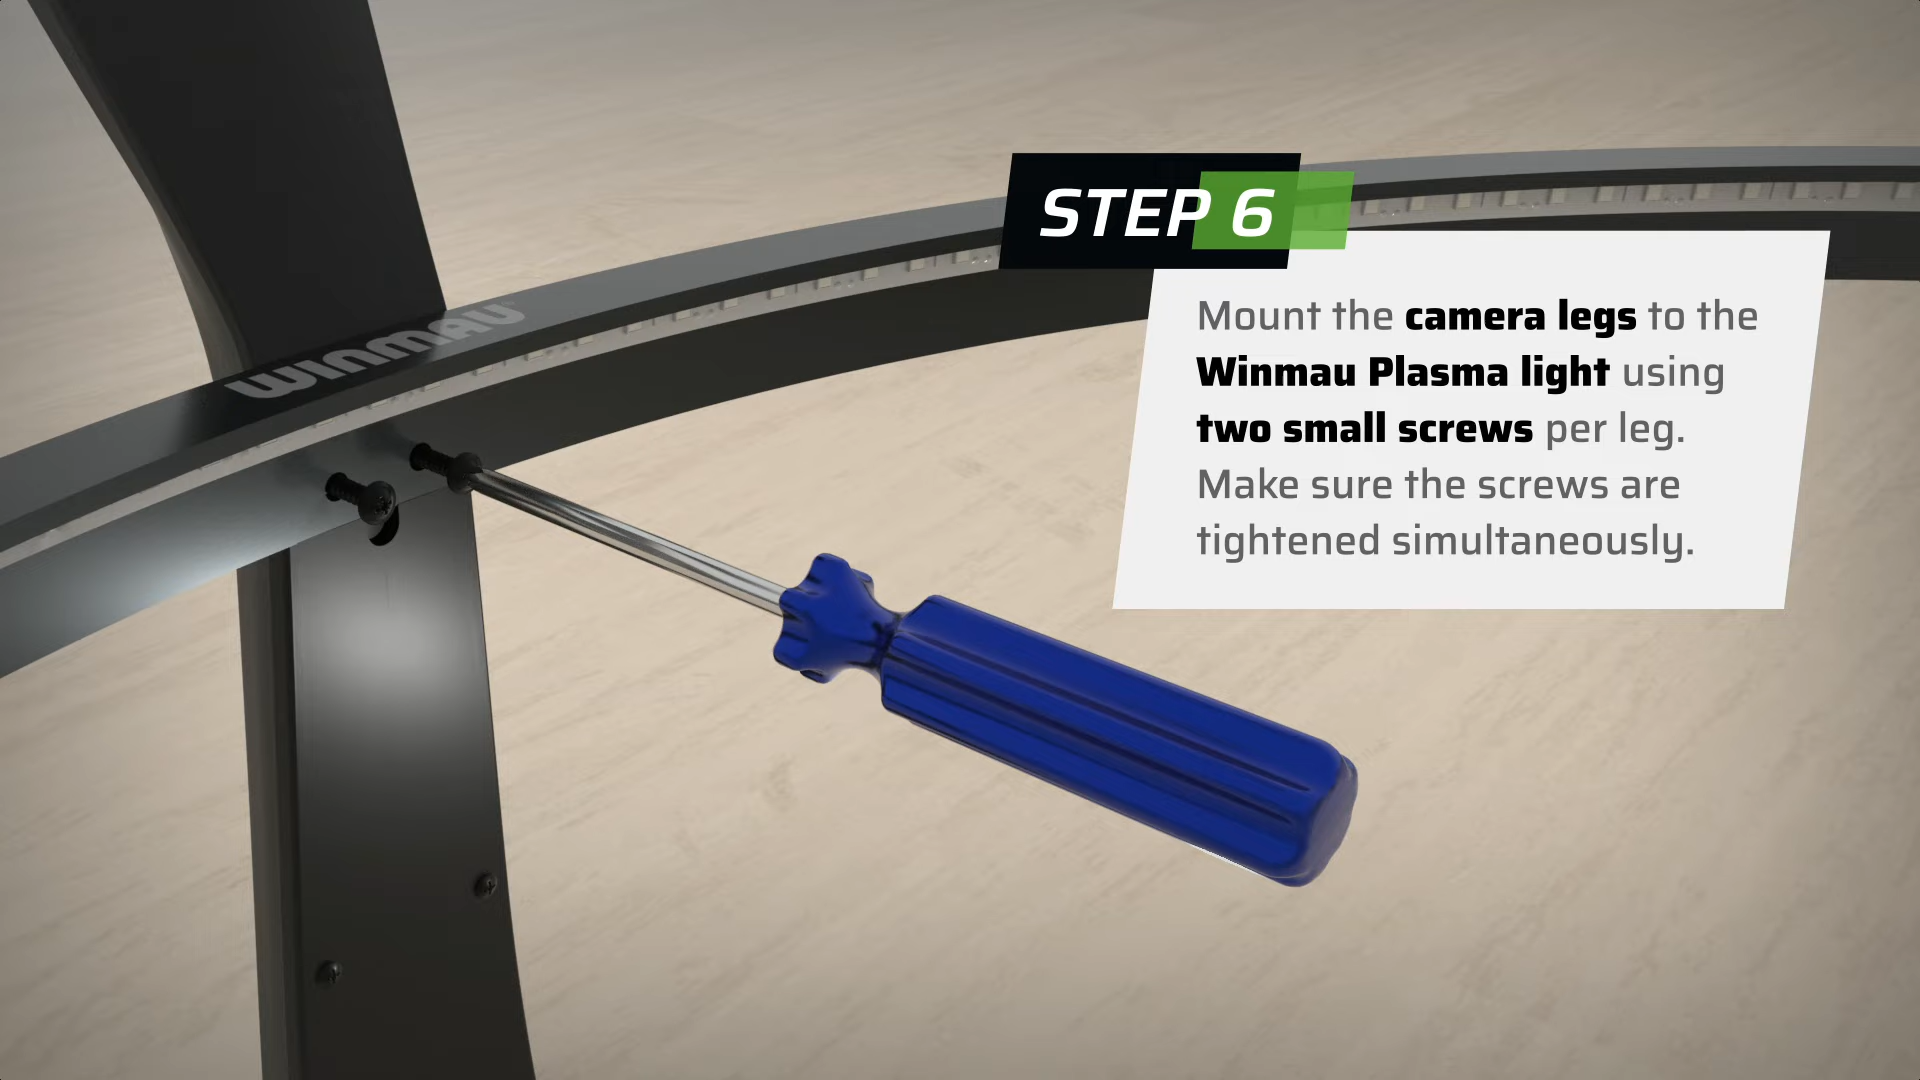 STEP 6
Mount the camera legs to the
Winmau Plasma light using
two small screws per leg.
Make sure the screws are
tightened simultaneously.
WINMAU